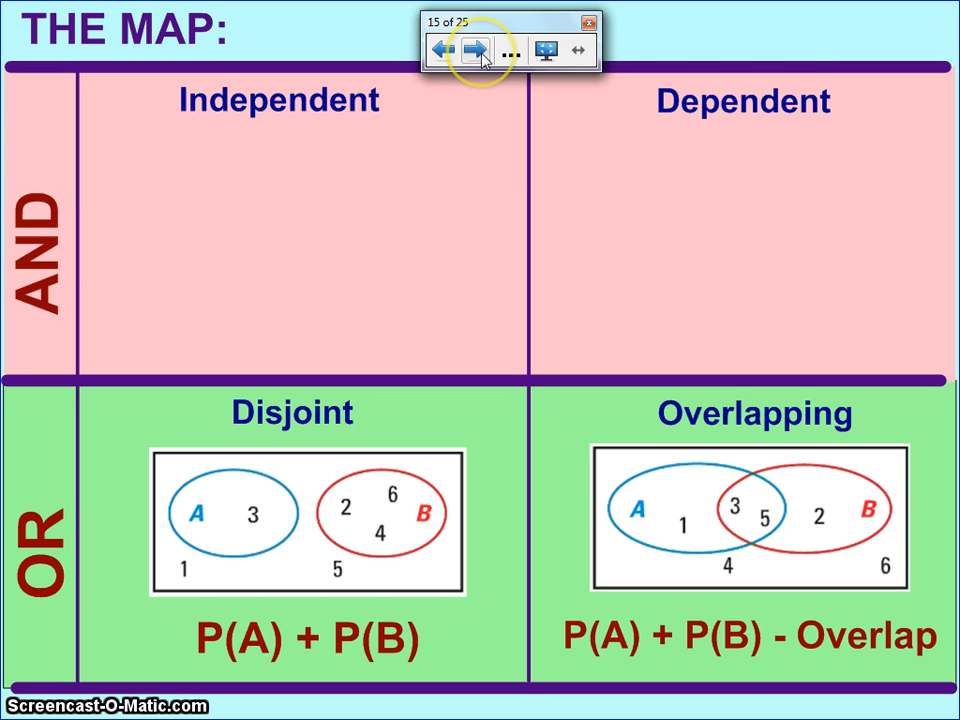 THE MAP:
15 of 25
Independent
Dependent
AND
Disjoint
Overlapping
OR
A 3
2 6 4 B
1 5
A 1 3 5 2 B
4 6
P(A) + P(B)
P(A) + P(B) - Overlap
Screencast-O-Matic.com